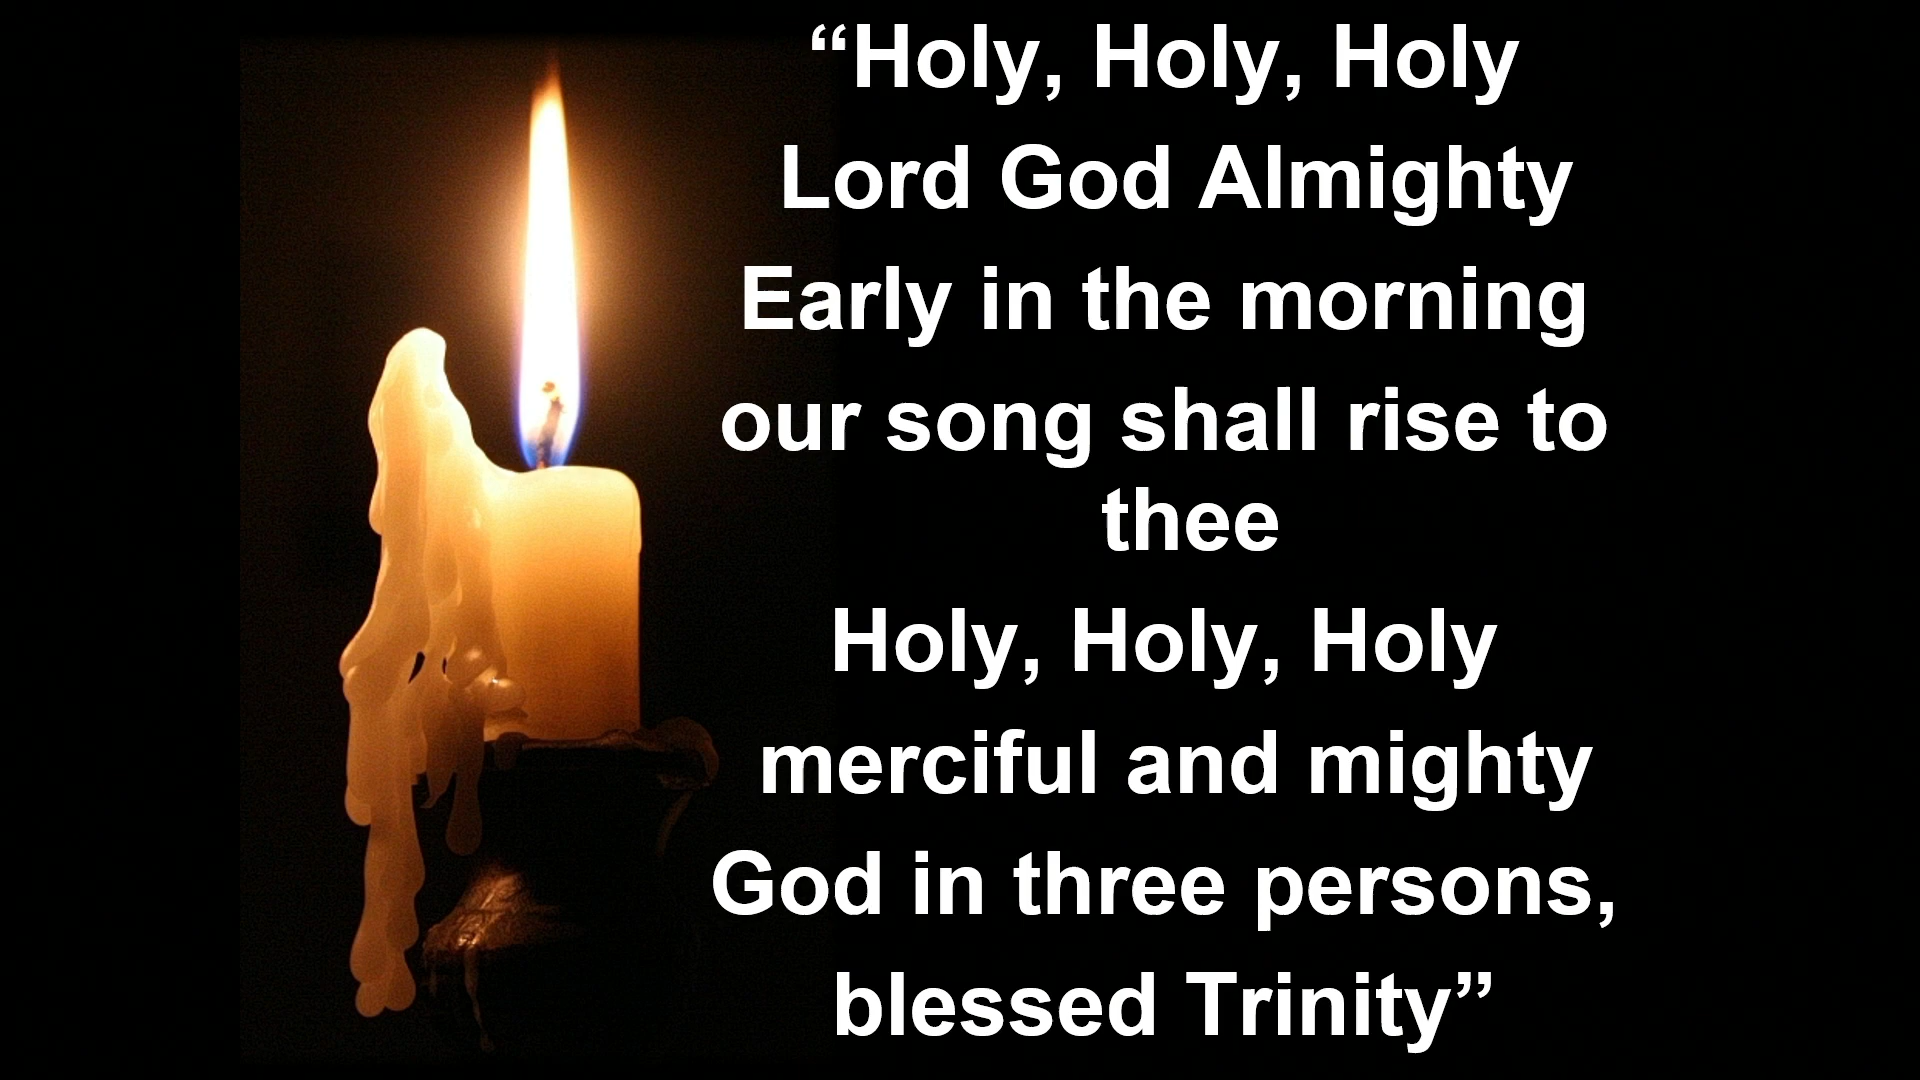 “Holy, Holy, Holy
Lord God Almighty
Early in the morning
our song shall rise to
thee
Holy, Holy, Holy
merciful and mighty
God in three persons,
blessed Trinity”